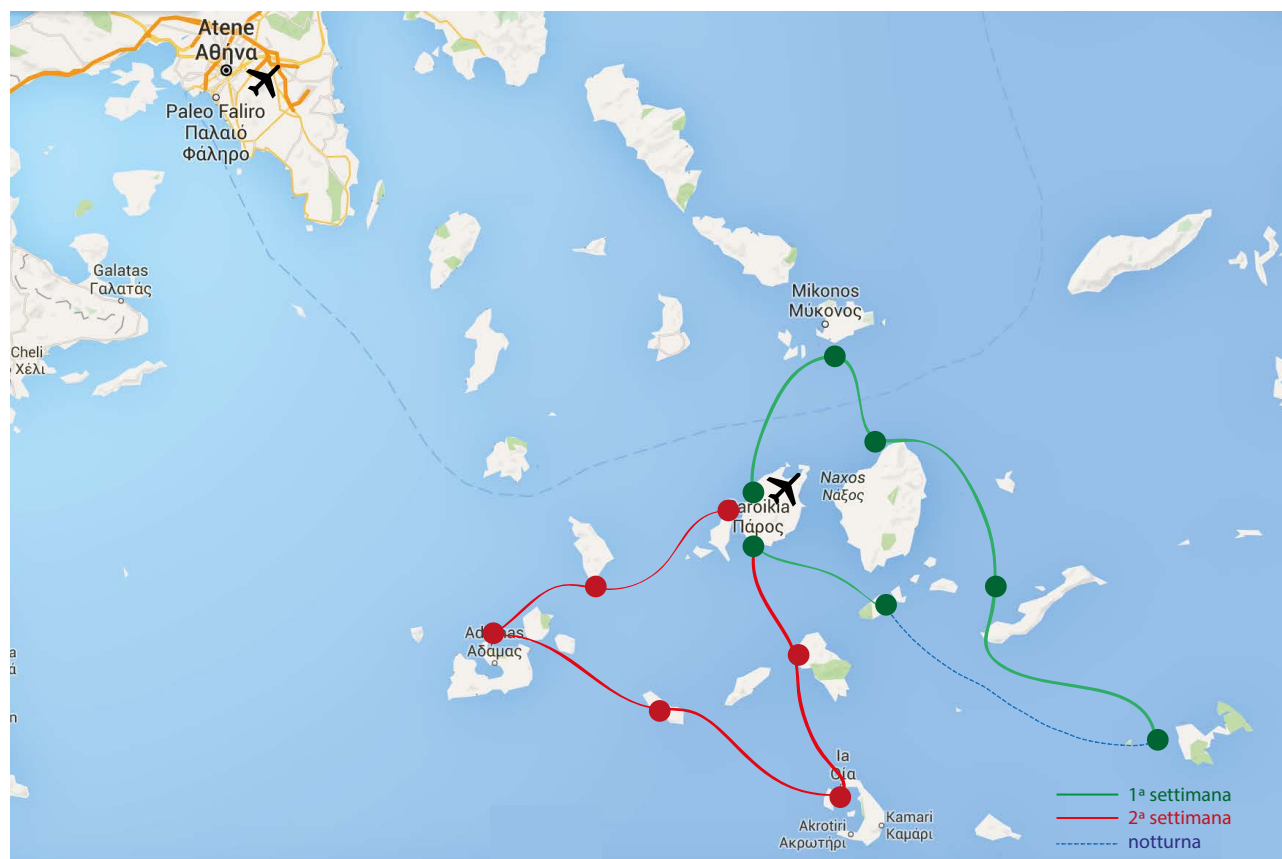 Atene
Αθήνα
Paleo Faliro
Παλαιό
Φάληρο
Galatas
Γαλατάς
Cheli
Χέλι
Mikonos
Μύκονος
Naxos
Νάξος
aroikia
Πάρος
Αδάμας
Ia
Οία
Kamari
Καμάρι
Akrotiri
Ακρωτήρι
1ª settimana
2ª settimana
notturna